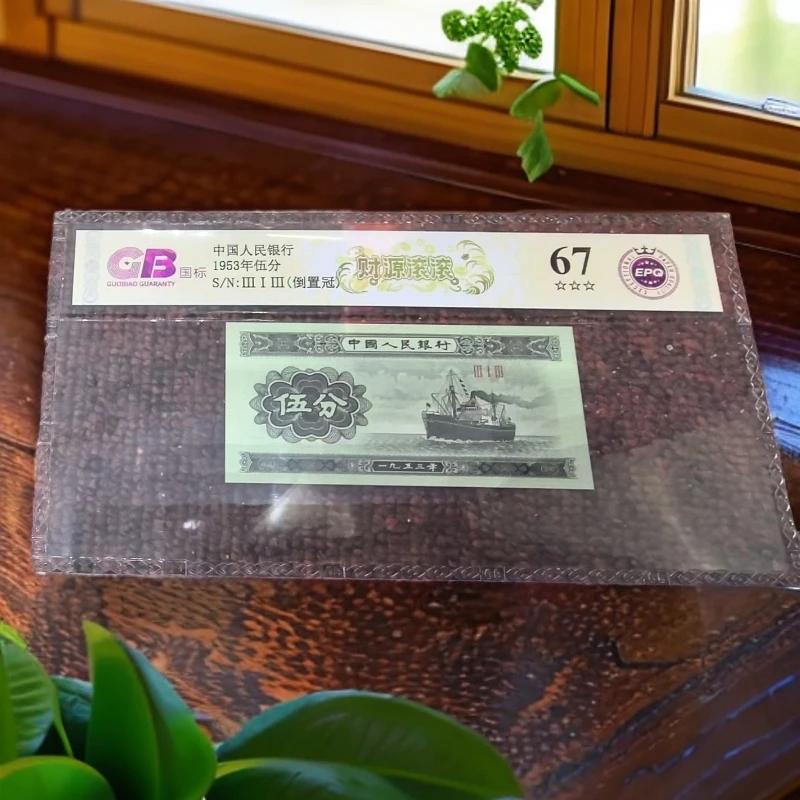 GB 国标
GUOBIAO GUARANTY
中国人民银行
1953年伍分
S/N:Ⅲ Ⅰ Ⅲ(倒置冠)
财源滚滚
67
☆☆☆
EPQ
中國人民銀行
Ⅲ Ⅰ Ⅲ
伍分
一九五三年